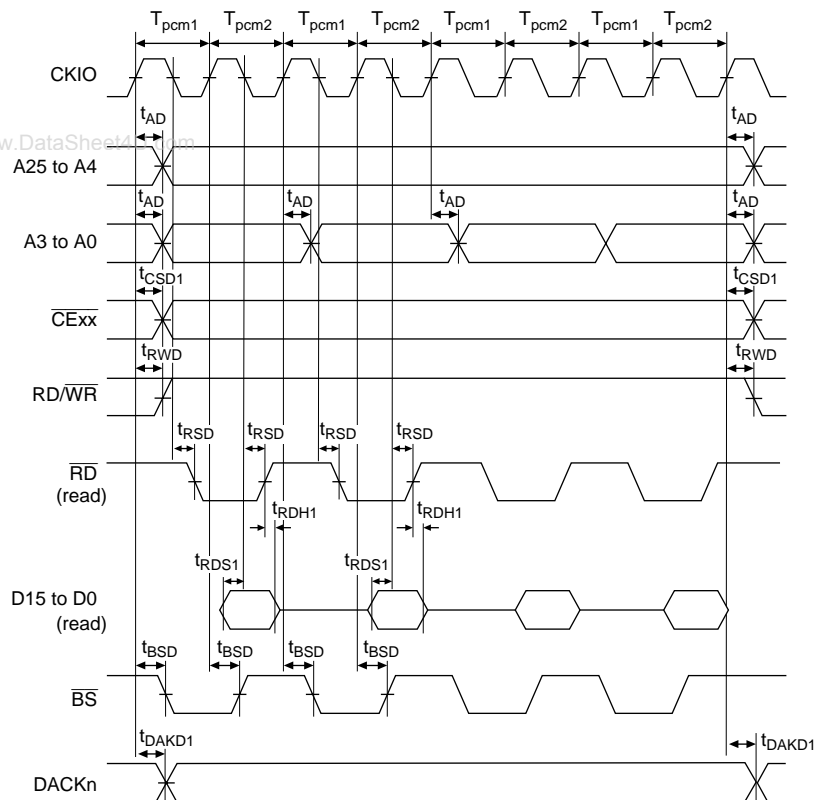 Tpcm1 Tpcm2 Tpcm1 Tpcm2 Tpcm1 Tpcm2 Tpcm1 Tpcm2
CKIO
w.DataSheet4U.com
tAD tAD
A25 to A4
tAD tAD tAD tAD
A3 to A0
tCSD1 tCSD1
CExx
tRWD tRWD
RD/WR
tRSD tRSD tRSD tRSD
RD
(read)
tRDH1 tRDH1
tRDS1 tRDS1
D15 to D0
(read)
tBSD tBSD tBSD tBSD
BS
tDAKD1 tDAKD1
DACKn